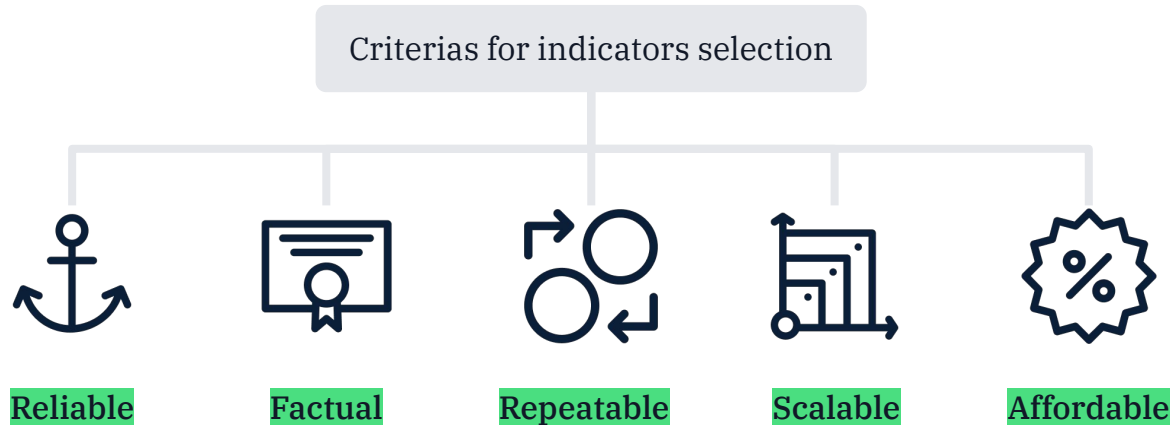 Criterias for indicators selection
Reliable
Factual
Repeatable
Scalable
Affordable